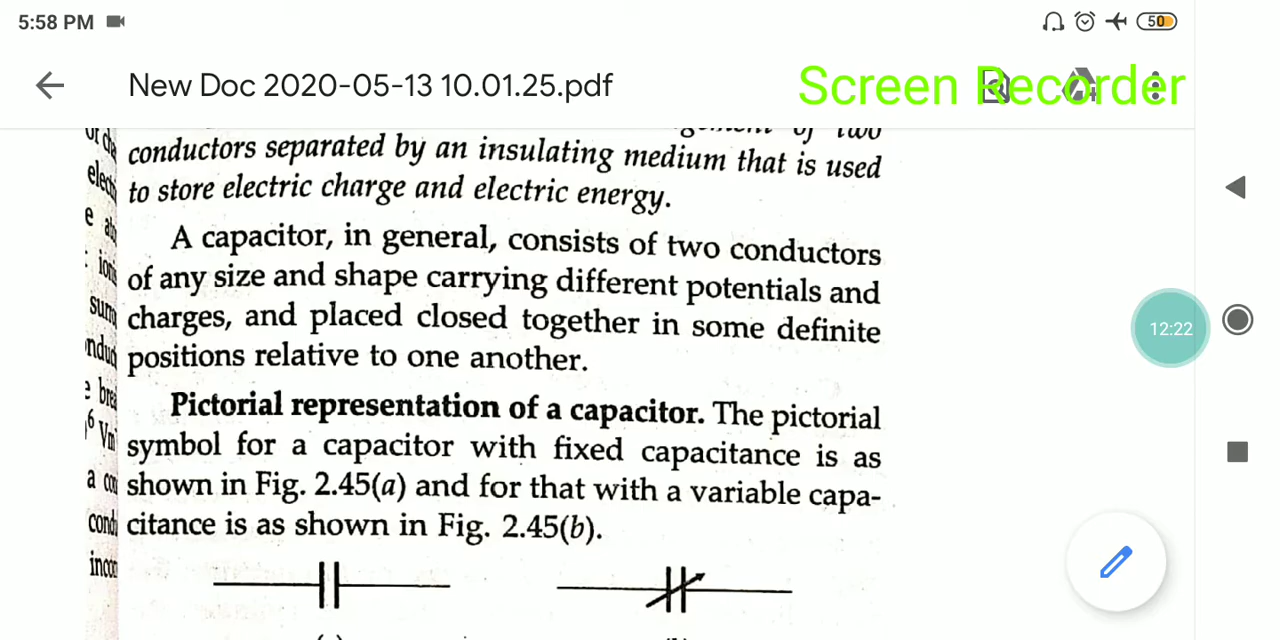 5:58 PM
50
New Doc 2020-05-13 10.01.25.pdf
Screen Recorder
two
conductors separated by an insulating medium that is used
to store electric charge and electric energy.
A capacitor, in general, consists of two conductors
of any size and shape carrying different potentials and
charges, and placed closed together in some definite
positions relative to one another.
12:22
Pictorial representation of a capacitor. The pictorial
symbol for a capacitor with fixed capacitance is as
shown in Fig. 2.45(a) and for that with a variable capa-
citance is as shown in Fig. 2.45(b).